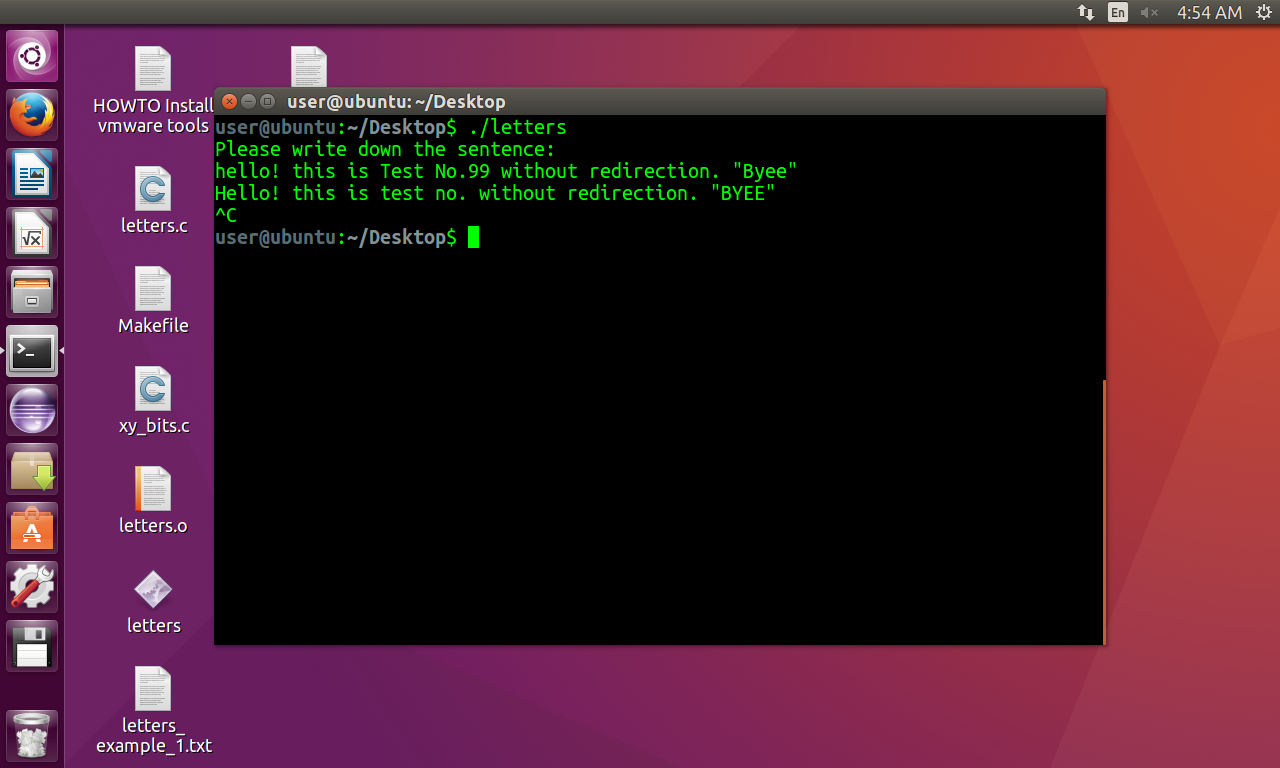 En
4:54 AM
HOWTO Install
vmware tools
letters.c
Makefile
xy_bits.c
letters.o
letters
letters_
example_1.txt
user@ubuntu: ~/Desktop
user@ubuntu:~/Desktop$ ./letters
Please write down the sentence:
hello! this is Test No.99 without redirection. "Byee"
Hello! this is test no. without redirection. "BYEE"
^C
user@ubuntu:~/Desktop$